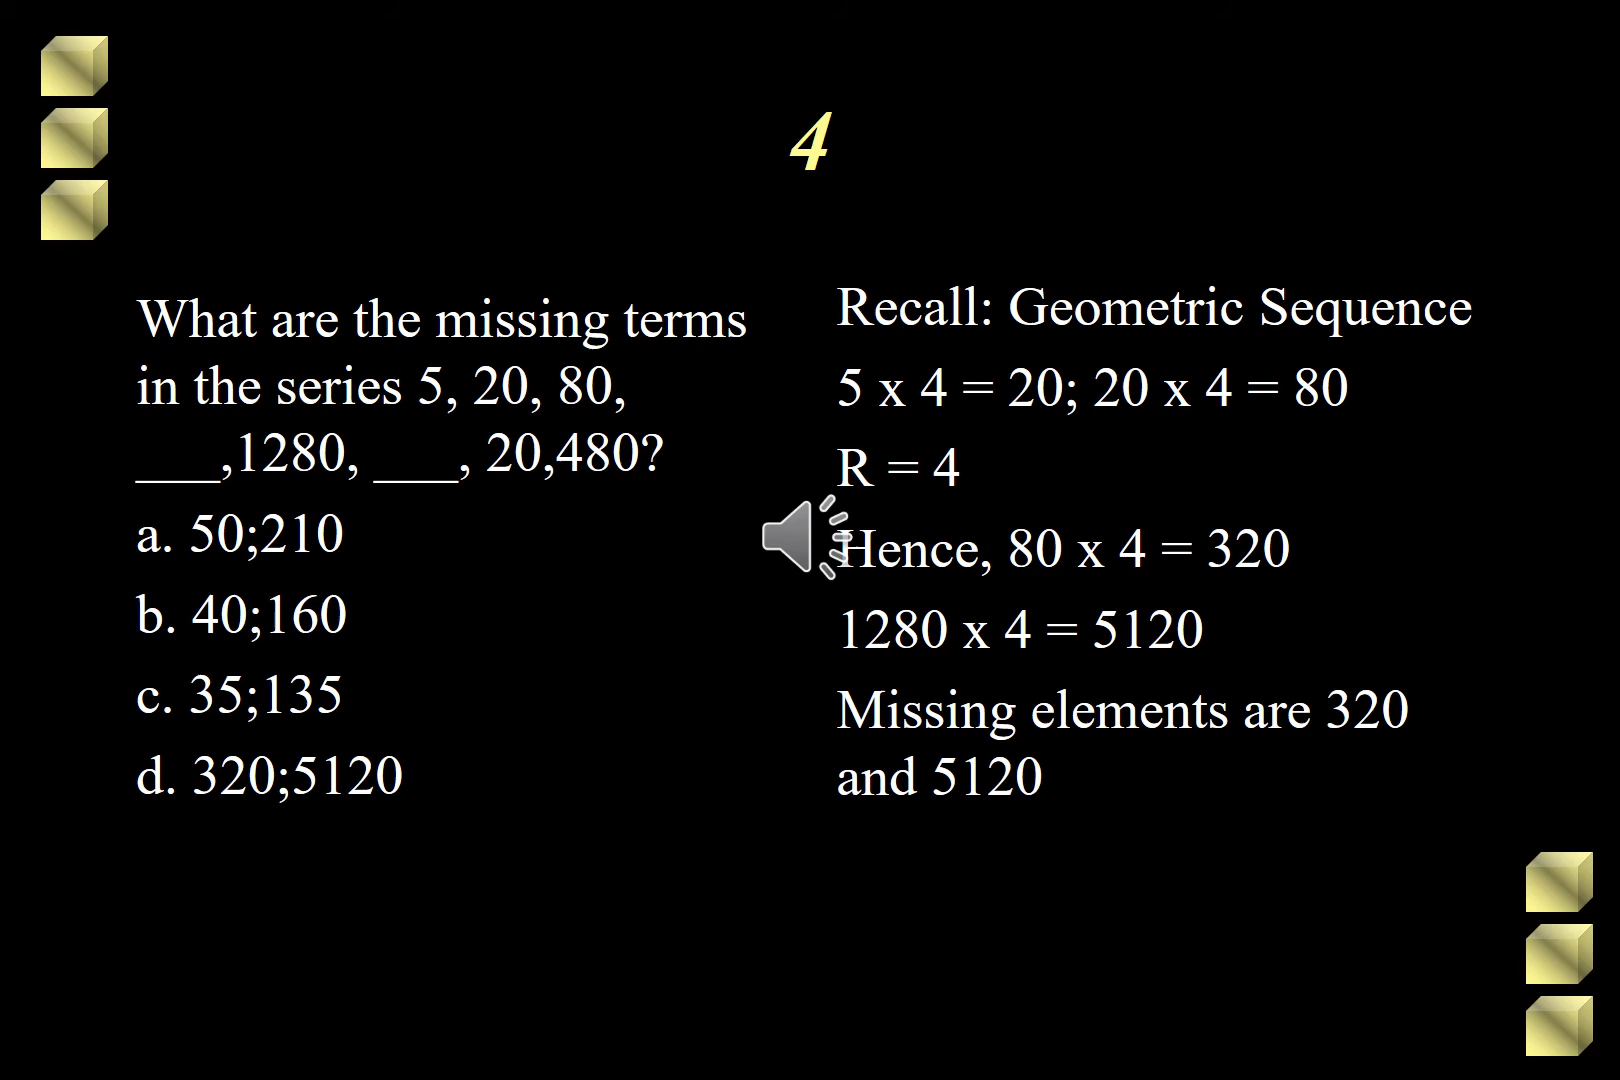 4
What are the missing terms
in the series 5, 20, 80,
___,1280, ___, 20,480?
a. 50;210
b. 40;160
c. 35;135
d. 320;5120
Recall: Geometric Sequence
5 x 4 = 20; 20 x 4 = 80
R = 4
Hence, 80 x 4 = 320
1280 x 4 = 5120
Missing elements are 320
and 5120